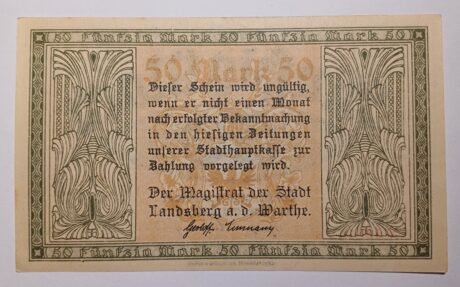 50 Fünfzig Mark 50 Fünfzig Mark 50
50 Mark 50
Dieser Schein wird ungültig,
wenn er nicht einen Monat
nach erfolgter Bekanntmachung
in den hiesigen Zeitungen
unserer Stadthauptkasse zur
Zahlung vorgelegt wird.
Der Magistrat der Stadt
Landsberg a. d. Warthe.
50 Fünfzig Mark 50 Fünfzig Mark 50